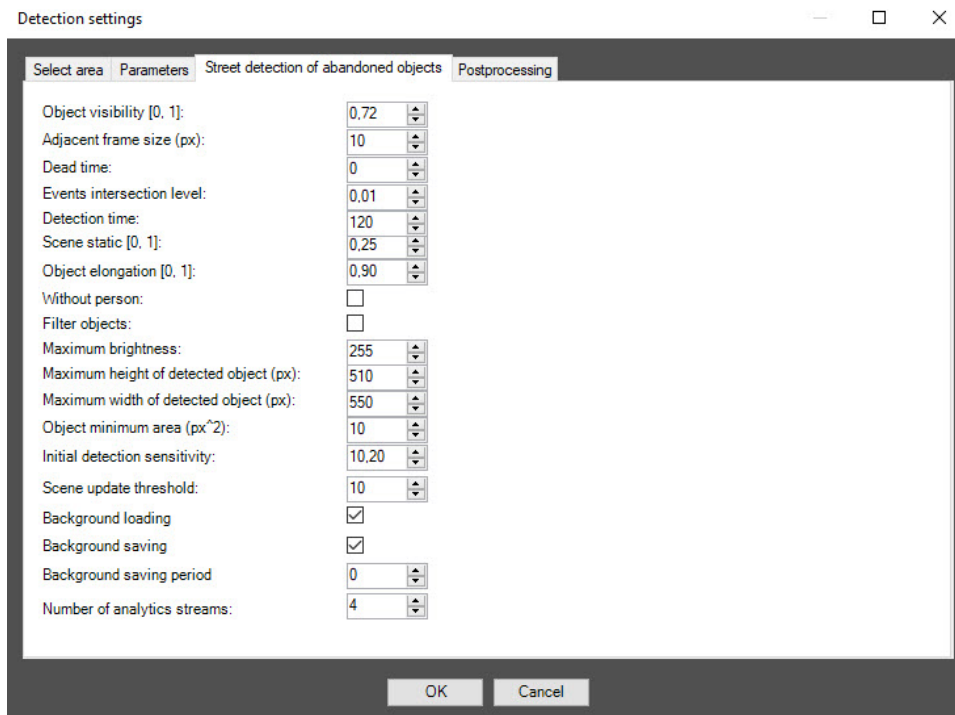 Detection settings
Select area Parameters Street detection of abandoned objects Postprocessing
Object visibility [0, 1]: 0,72
Adjacent frame size (px): 10
Dead time: 0
Events intersection level: 0,01
Detection time: 120
Scene static [0, 1]: 0,25
Object elongation [0, 1]: 0,90
Without person:
Filter objects:
Maximum brightness: 255
Maximum height of detected object (px): 510
Maximum width of detected object (px): 550
Object minimum area (px^2): 10
Initial detection sensitivity: 10,20
Scene update threshold: 10
Background loading
Background saving
Background saving period 0
Number of analytics streams: 4
OK Cancel